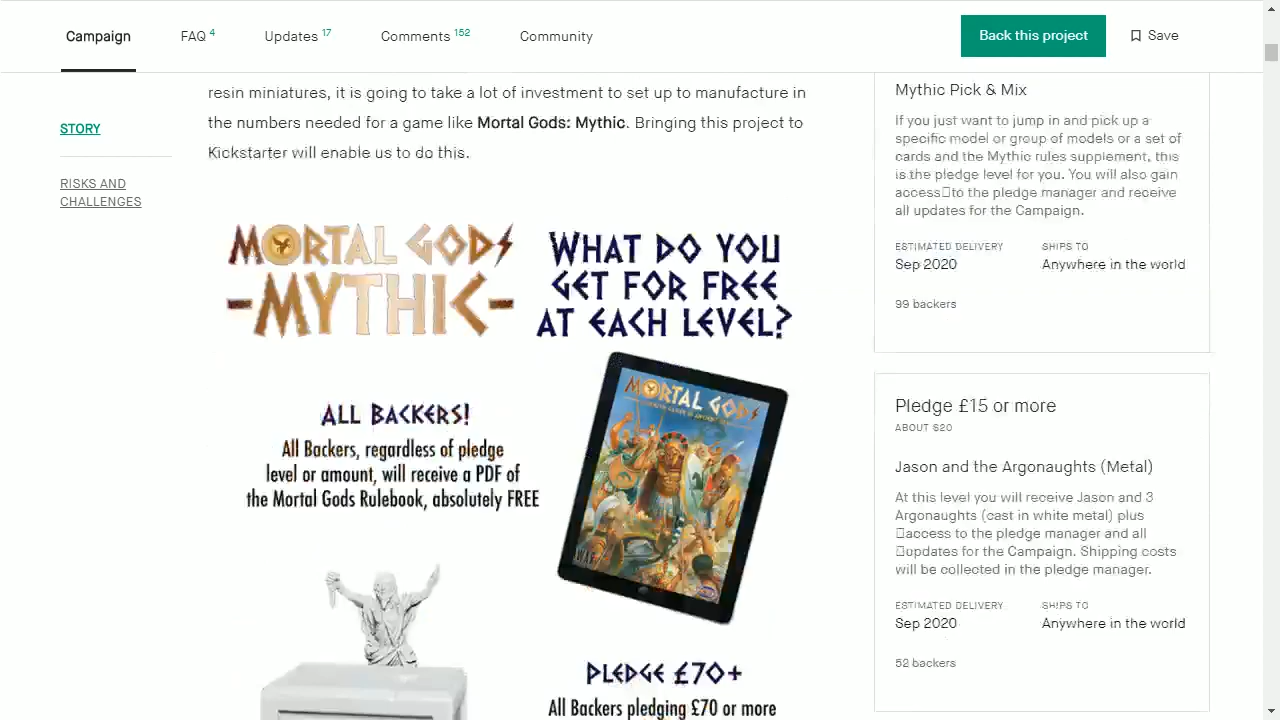 Campaign
FAQ 4
Updates 17
Comments 152
Community
Back this project
Save
STORY
RISKS AND
CHALLENGES
resin miniatures, it is going to take a lot of investment to set up to manufacture in
the numbers needed for a game like Mortal Gods: Mythic. Bringing this project to
Kickstarter will enable us to do this.
MORTAL GODS
-MYTHIC-
WHAT DO YOU
GET FOR FREE
AT EACH LEVEL?
ALL BACKERS!
All Backers, regardless of pledge
level or amount, will receive a PDF of
the Mortal Gods Rulebook, absolutely FREE
MORTAL GODS
PLEDGE £70+
All Backers pledging £70 or more
Mythic Pick & Mix
If you just want to jump in and pick up a
specific model or group of models or a set of
cards and the Mythic rules supplement, this
is the pledge level for you. You will also gain
access to the pledge manager and receive
all updates for the Campaign.
ESTIMATED DELIVERY
Sep 2020
SHIPS TO
Anywhere in the world
99 backers
Pledge £15 or more
ABOUT $20
Jason and the Argonaughts (Metal)
At this level you will receive Jason and 3
Argonaughts (cast in white metal) plus
access to the pledge manager and all
updates for the Campaign. Shipping costs
will be collected in the pledge manager.
ESTIMATED DELIVERY
Sep 2020
SHIPS TO
Anywhere in the world
52 backers